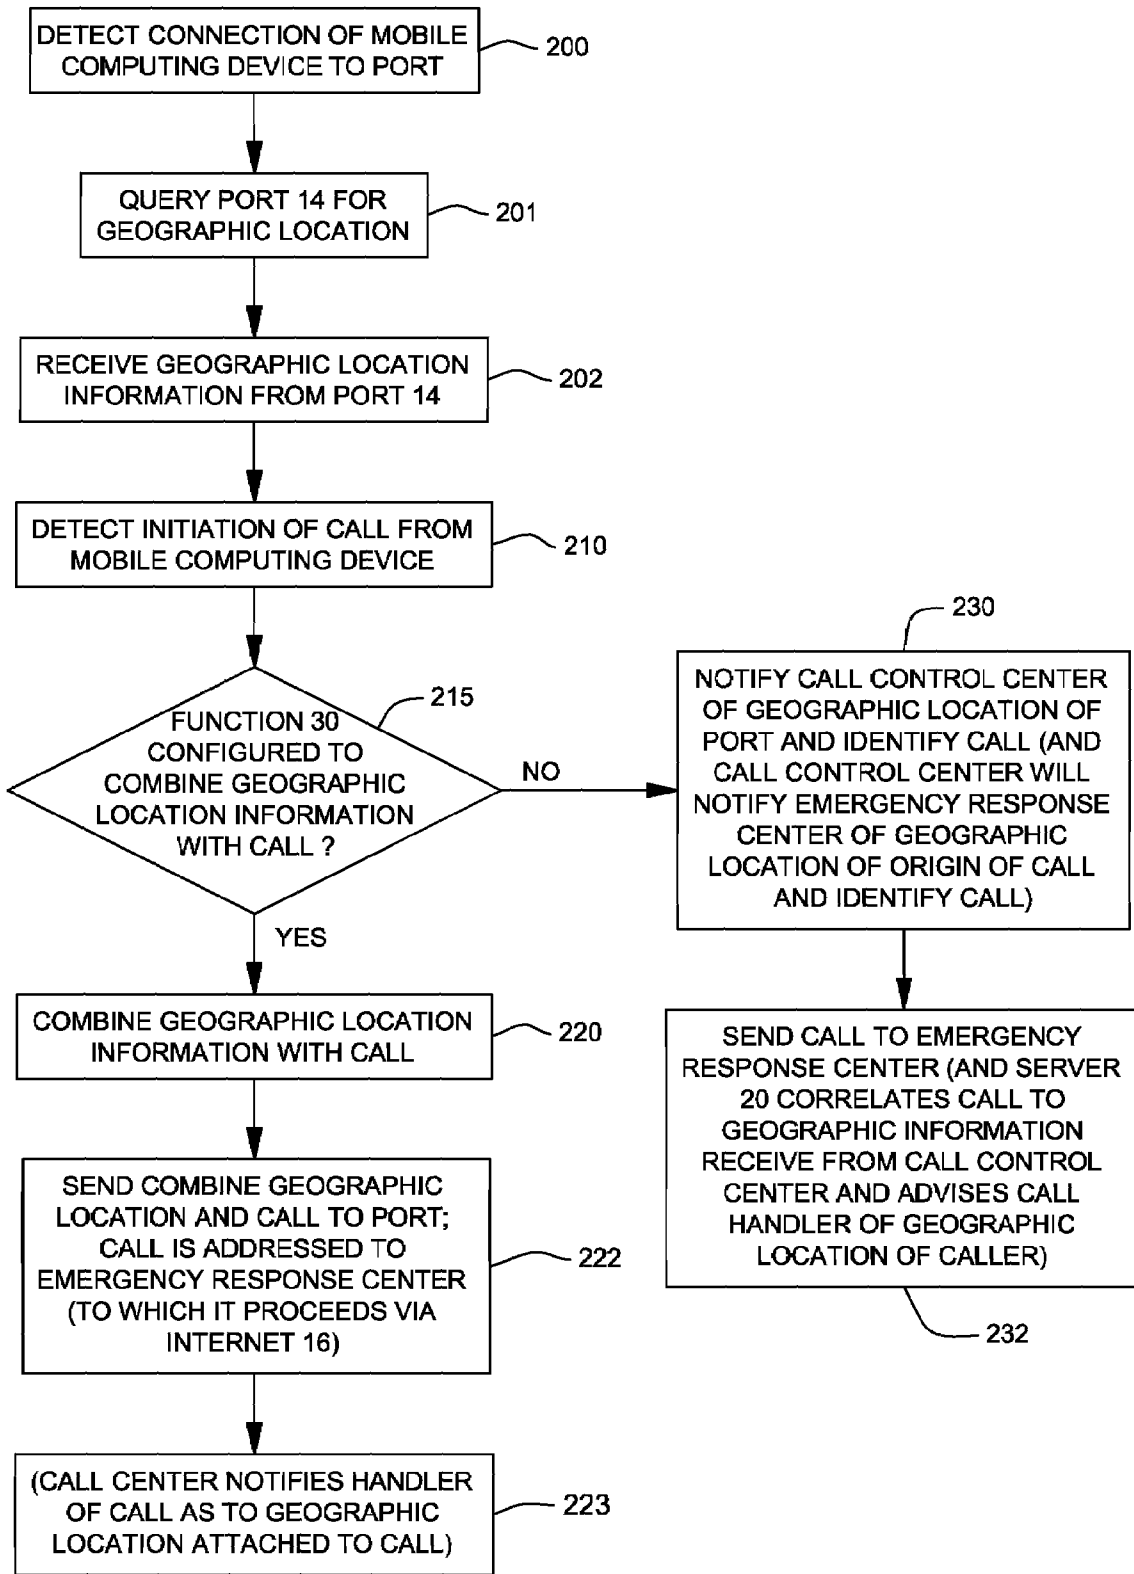 DETECT CONNECTION OF MOBILE
COMPUTING DEVICE TO PORT
200
QUERY PORT 14 FOR
GEOGRAPHIC LOCATION
201
RECEIVE GEOGRAPHIC LOCATION
INFORMATION FROM PORT 14
202
DETECT INITIATION OF CALL FROM
MOBILE COMPUTING DEVICE
210
FUNCTION 30
CONFIGURED TO
COMBINE GEOGRAPHIC
LOCATION INFORMATION
WITH CALL ?
215
NO
YES
230
NOTIFY CALL CONTROL CENTER
OF GEOGRAPHIC LOCATION OF
PORT AND IDENTIFY CALL (AND
CALL CONTROL CENTER WILL
NOTIFY EMERGENCY RESPONSE
CENTER OF GEOGRAPHIC
LOCATION OF ORIGIN OF CALL
AND IDENTIFY CALL)
COMBINE GEOGRAPHIC LOCATION
INFORMATION WITH CALL
220
SEND CALL TO EMERGENCY
RESPONSE CENTER (AND SERVER
20 CORRELATES CALL TO
GEOGRAPHIC INFORMATION
RECEIVE FROM CALL CONTROL
CENTER AND ADVISES CALL
HANDLER OF GEOGRAPHIC
LOCATION OF CALLER)
232
SEND COMBINE GEOGRAPHIC
LOCATION AND CALL TO PORT;
CALL IS ADDRESSED TO
EMERGENCY RESPONSE CENTER
(TO WHICH IT PROCEEDS VIA
INTERNET 16)
222
(CALL CENTER NOTIFIES HANDLER
OF CALL AS TO GEOGRAPHIC
LOCATION ATTACHED TO CALL)
223